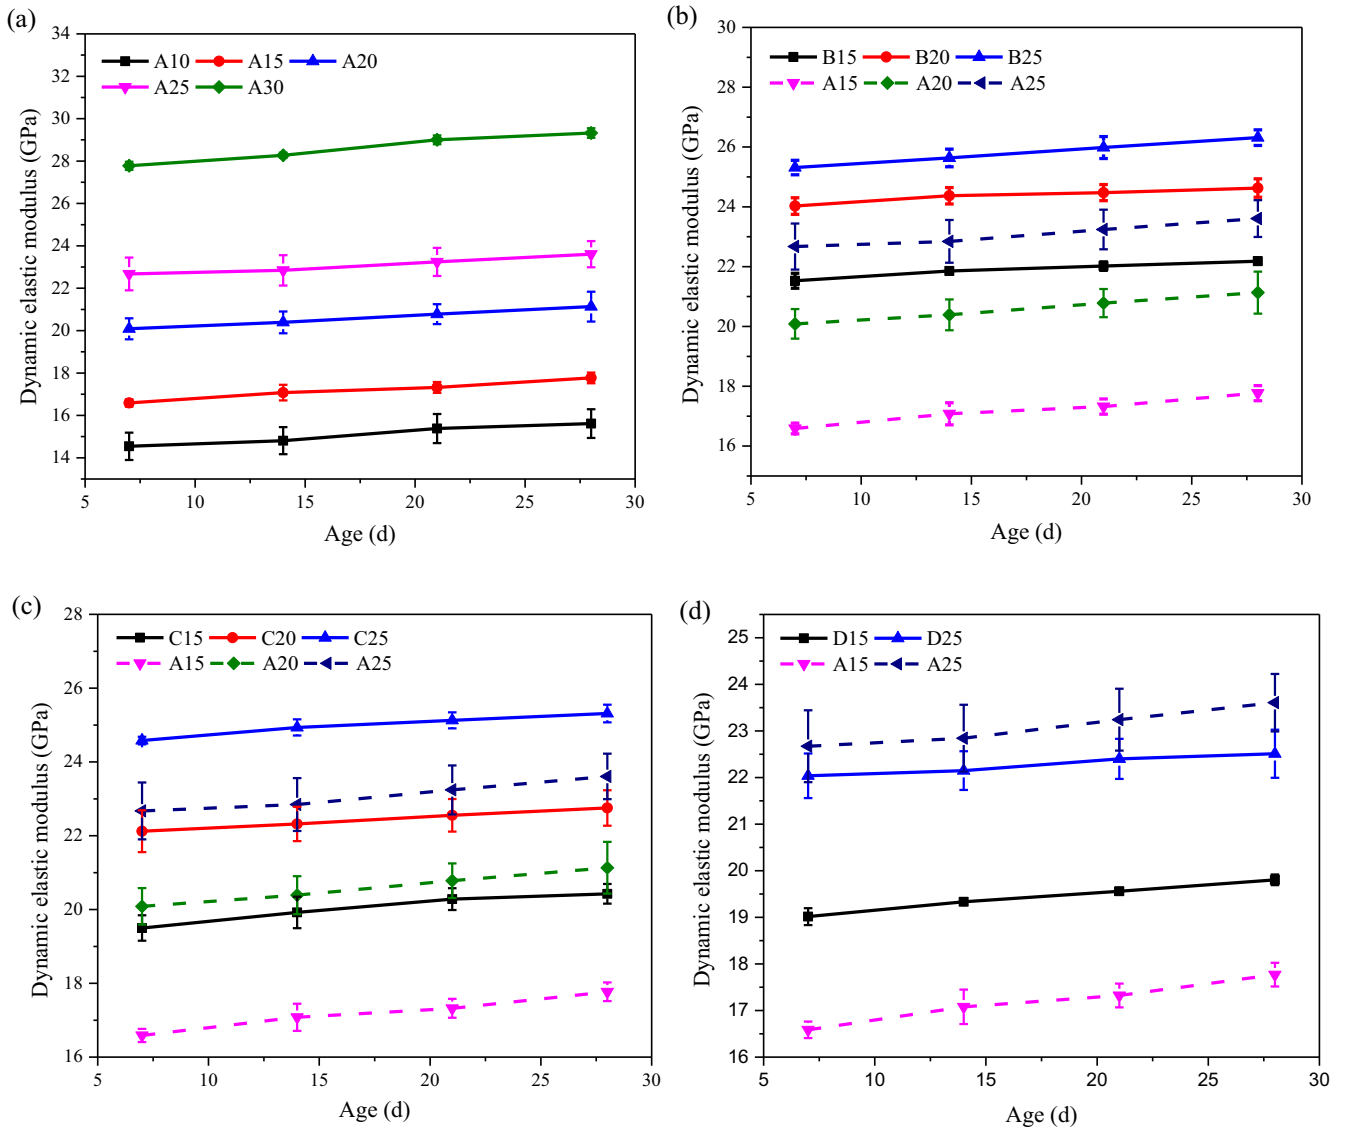 (a)
34
32
30
28
26
24
22
20
18
16
14
5 10 15 20 25 30
Dynamic elastic modulus (GPa)
Age (d)
A10 A15 A20
A25 A30
(b)
30
28
26
24
22
20
18
16
5 10 15 20 25 30
Dynamic elastic modulus (GPa)
Age (d)
B15 B20 B25
A15 A20 A25
(c)
28
26
24
22
20
18
16
5 10 15 20 25 30
Dynamic elastic modulus (GPa)
Age (d)
C15 C20 C25
A15 A20 A25
(d)
25
24
23
22
21
20
19
18
17
16
5 10 15 20 25 30
Dynamic elastic modulus (GPa)
Age (d)
D15 D25
A15 A25